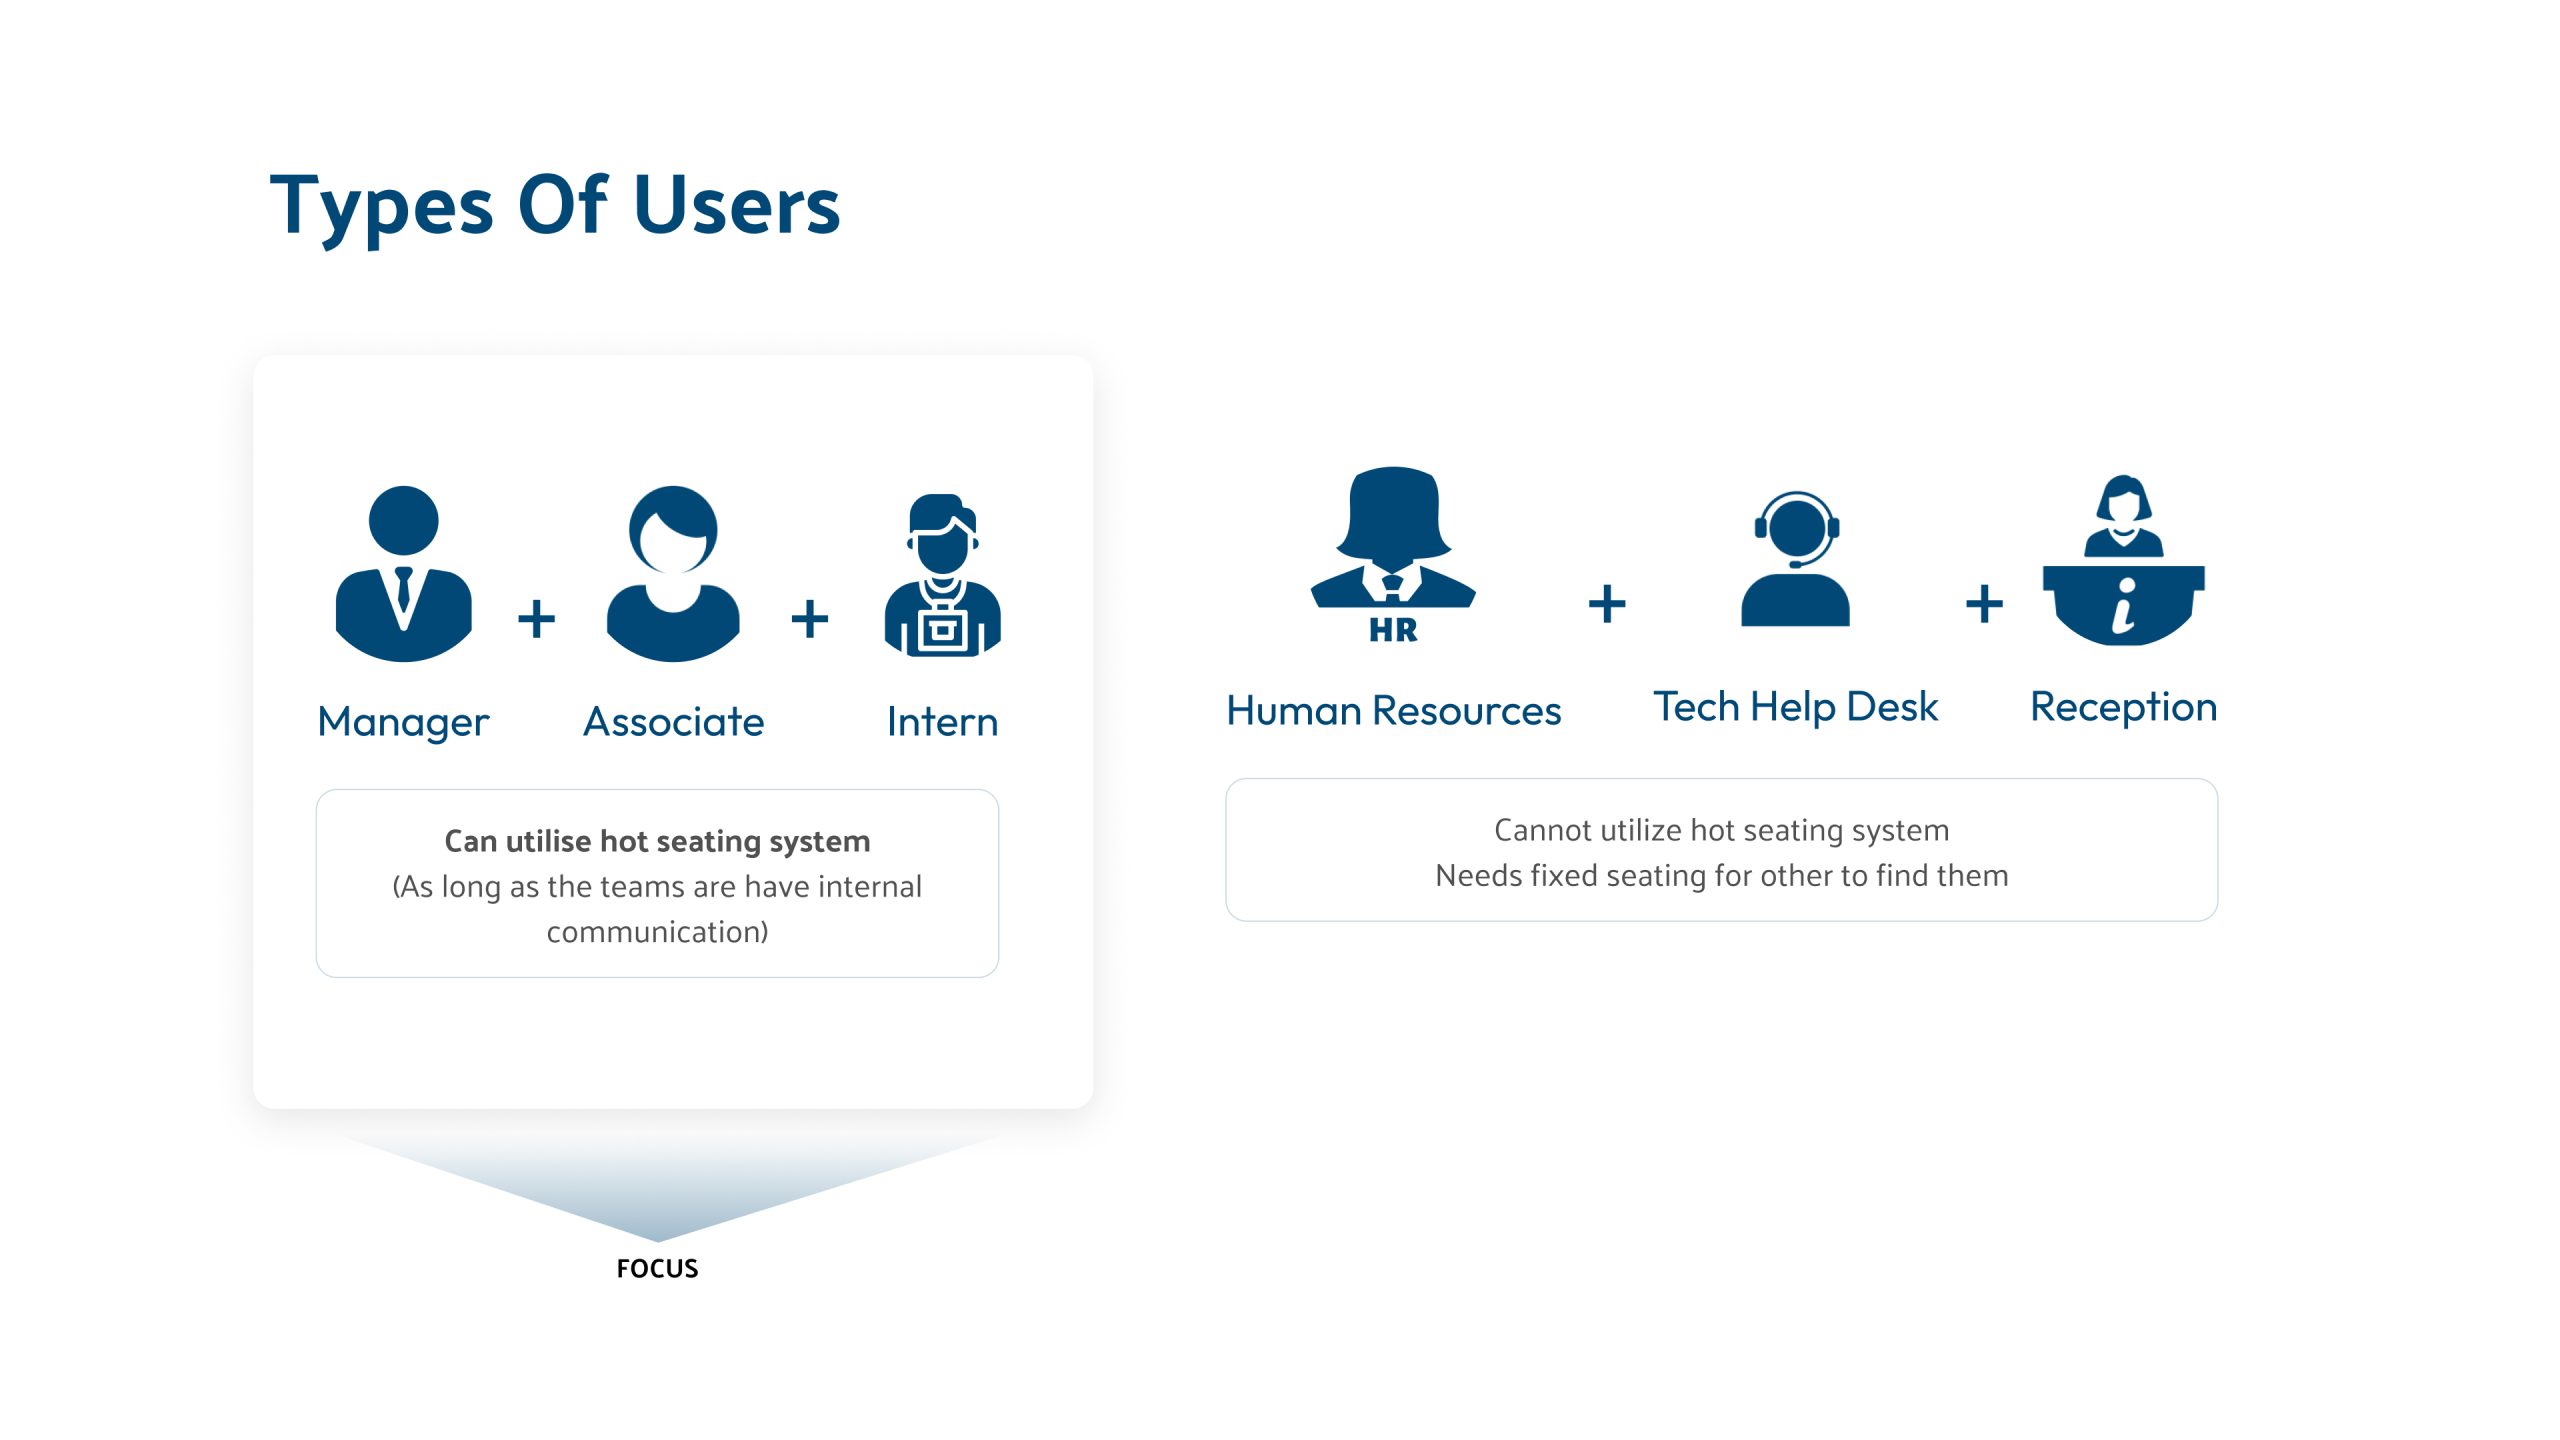 Types Of Users
+
+
Manager
Associate
Intern
Can utilise hot seating system
(As long as the teams are have internal
communication)
FOCUS
HR
+
+
i
Human Resources
Tech Help Desk
Reception
Cannot utilize hot seating system
Needs fixed seating for other to find them